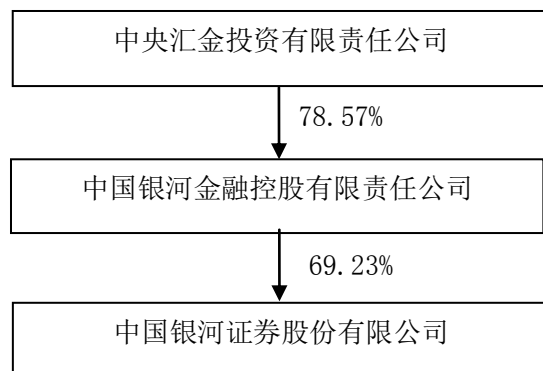 中央汇金投资有限责任公司
78.57%
中国银河金融控股有限责任公司
69.23%
中国银河证券股份有限公司